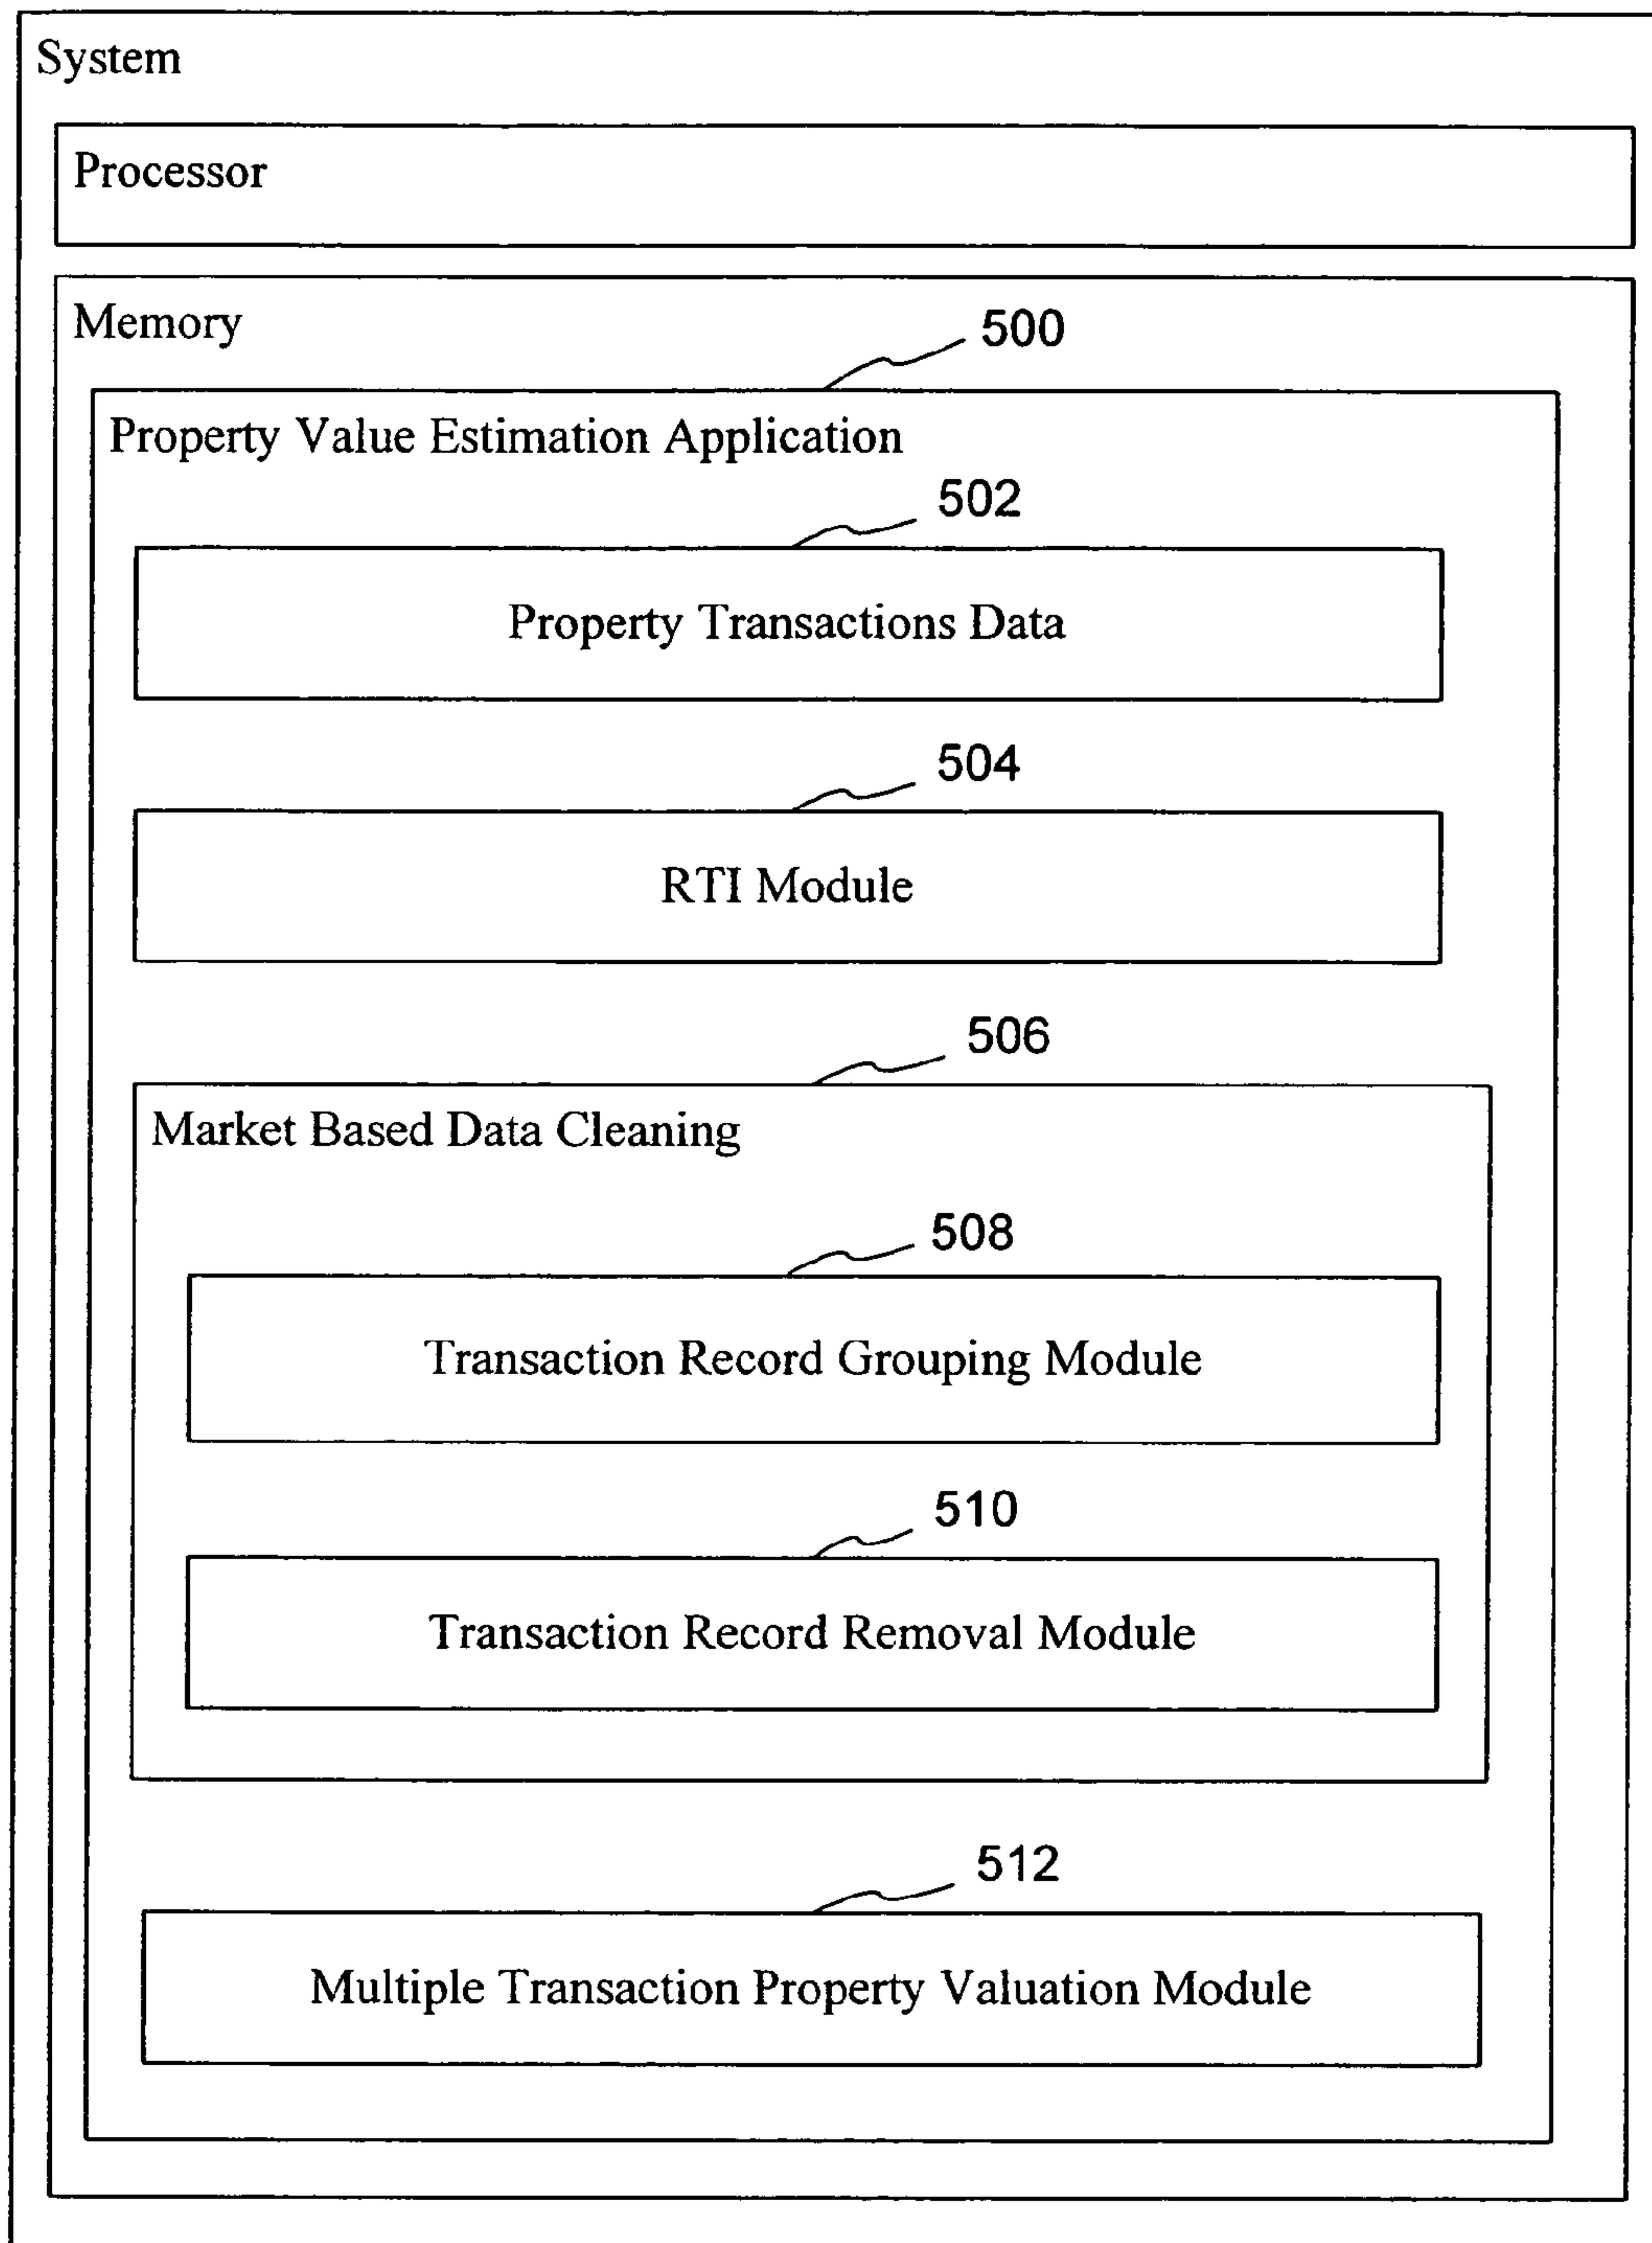 System
Processor
Memory
500
Property Value Estimation Application
502
Property Transactions Data
504
RTI Module
506
Market Based Data Cleaning
508
Transaction Record Grouping Module
510
Transaction Record Removal Module
512
Multiple Transaction Property Valuation Module